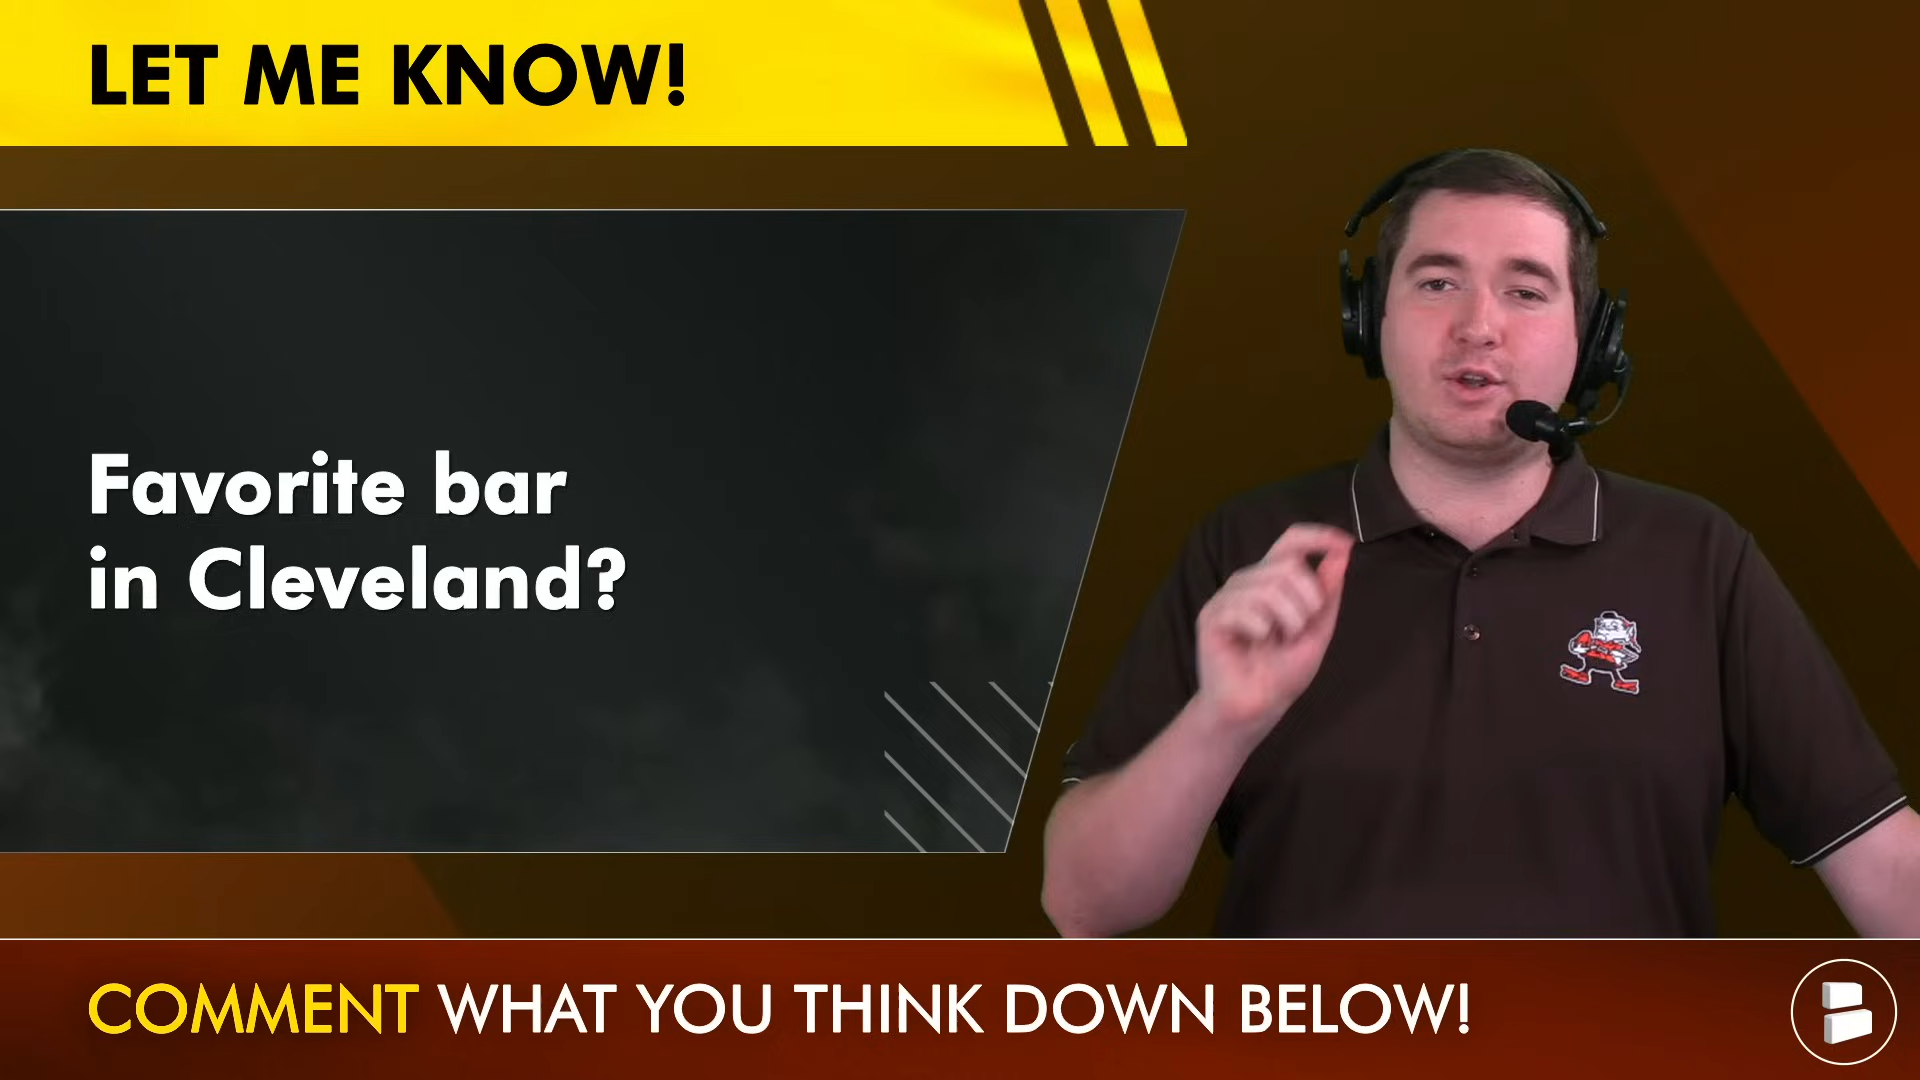 LET ME KNOW!
Favorite bar
in Cleveland?
COMMENT WHAT YOU THINK DOWN BELOW!